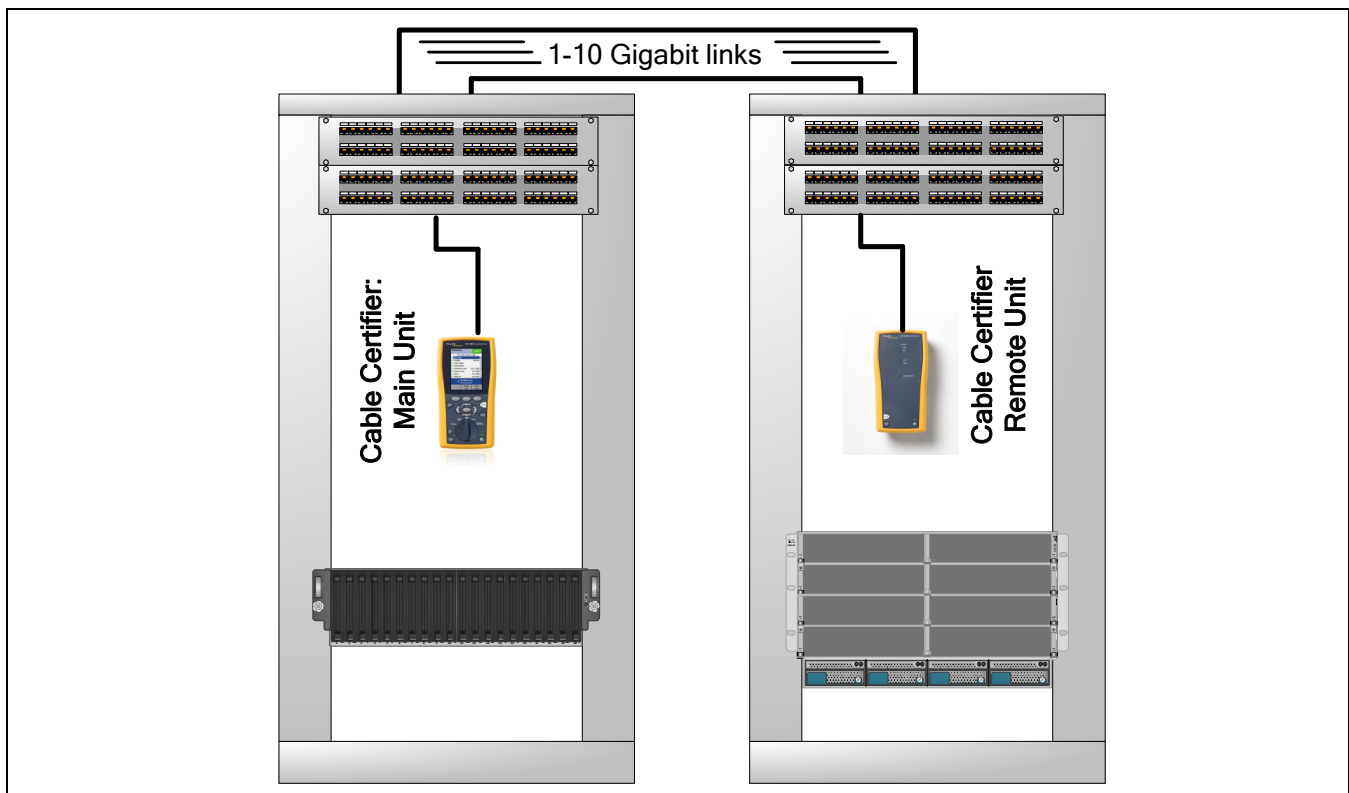 1-10 Gigabit links
Cable Certifier:
Main Unit
Cable Certifier
Remote Unit